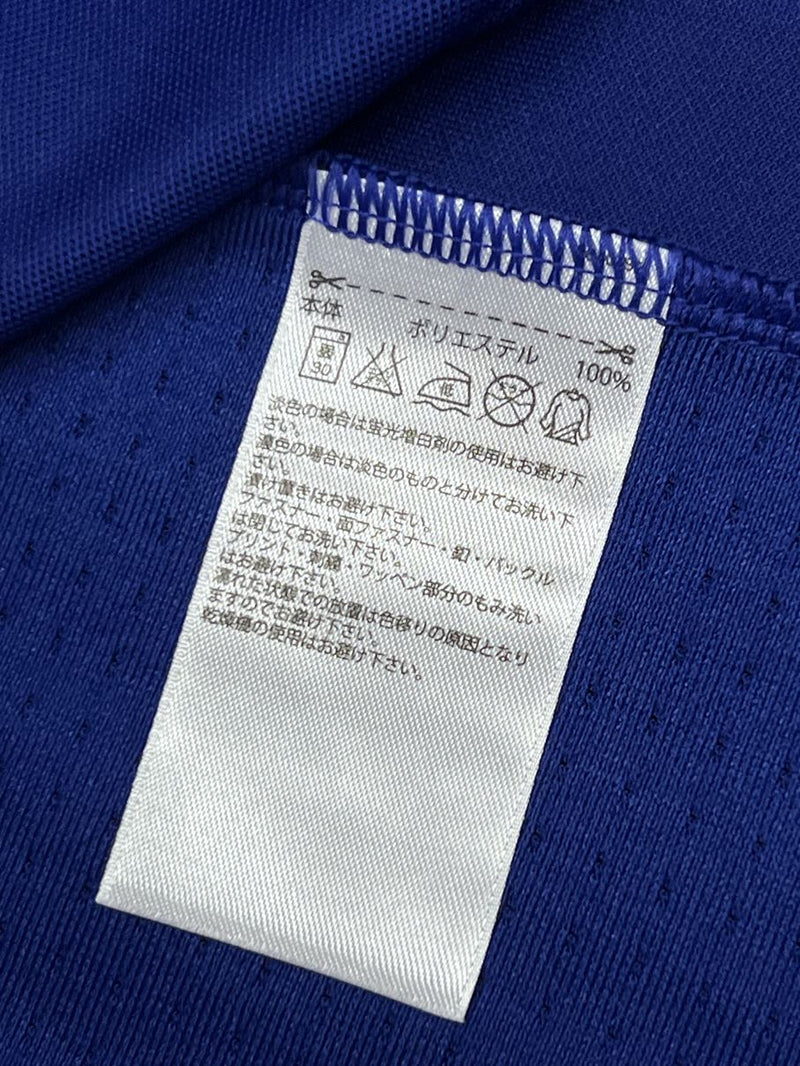 本体 ポリエステル 100%
弱 30 エンソ 低 ドライ
淡色の場合は蛍光増白剤の使用はお避け下
さい。
濃色の場合は淡色のものと分けてお洗い下
さい。
漬け置きはお避け下さい。
ファスナー・面ファスナー・釦・バックル
は閉じてお洗い下さい。
プリント・刺繍・ワッペン部分のもみ洗い
はお避け下さい。
濡れた状態での放置は色移りの原因となり
ますのでお避け下さい。
乾燥機の使用はお避け下さい。